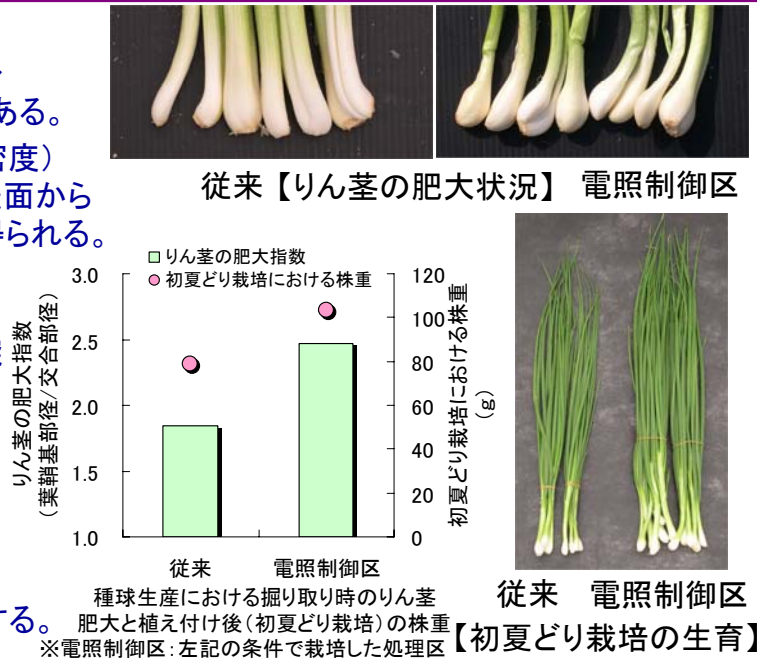 ある。
密度）
面から
られる。
従来【りん茎の肥大状況】 電照制御区
□ りん茎の肥大指数
● 初夏どり栽培における株重
りん茎の肥大指数
（葉鞘基部径/交合部径）
3.0
2.5
2.0
1.5
1.0
120
100
80
60
40
20
0
初夏どり栽培における株重
（g）
従来 電照制御区
種球生産における掘り取り時のりん茎
肥大と植え付け後（初夏どり栽培）の株重
※電照制御区：左記の条件で栽培した処理区
する。
従来 電照制御区
【初夏どり栽培の生育】